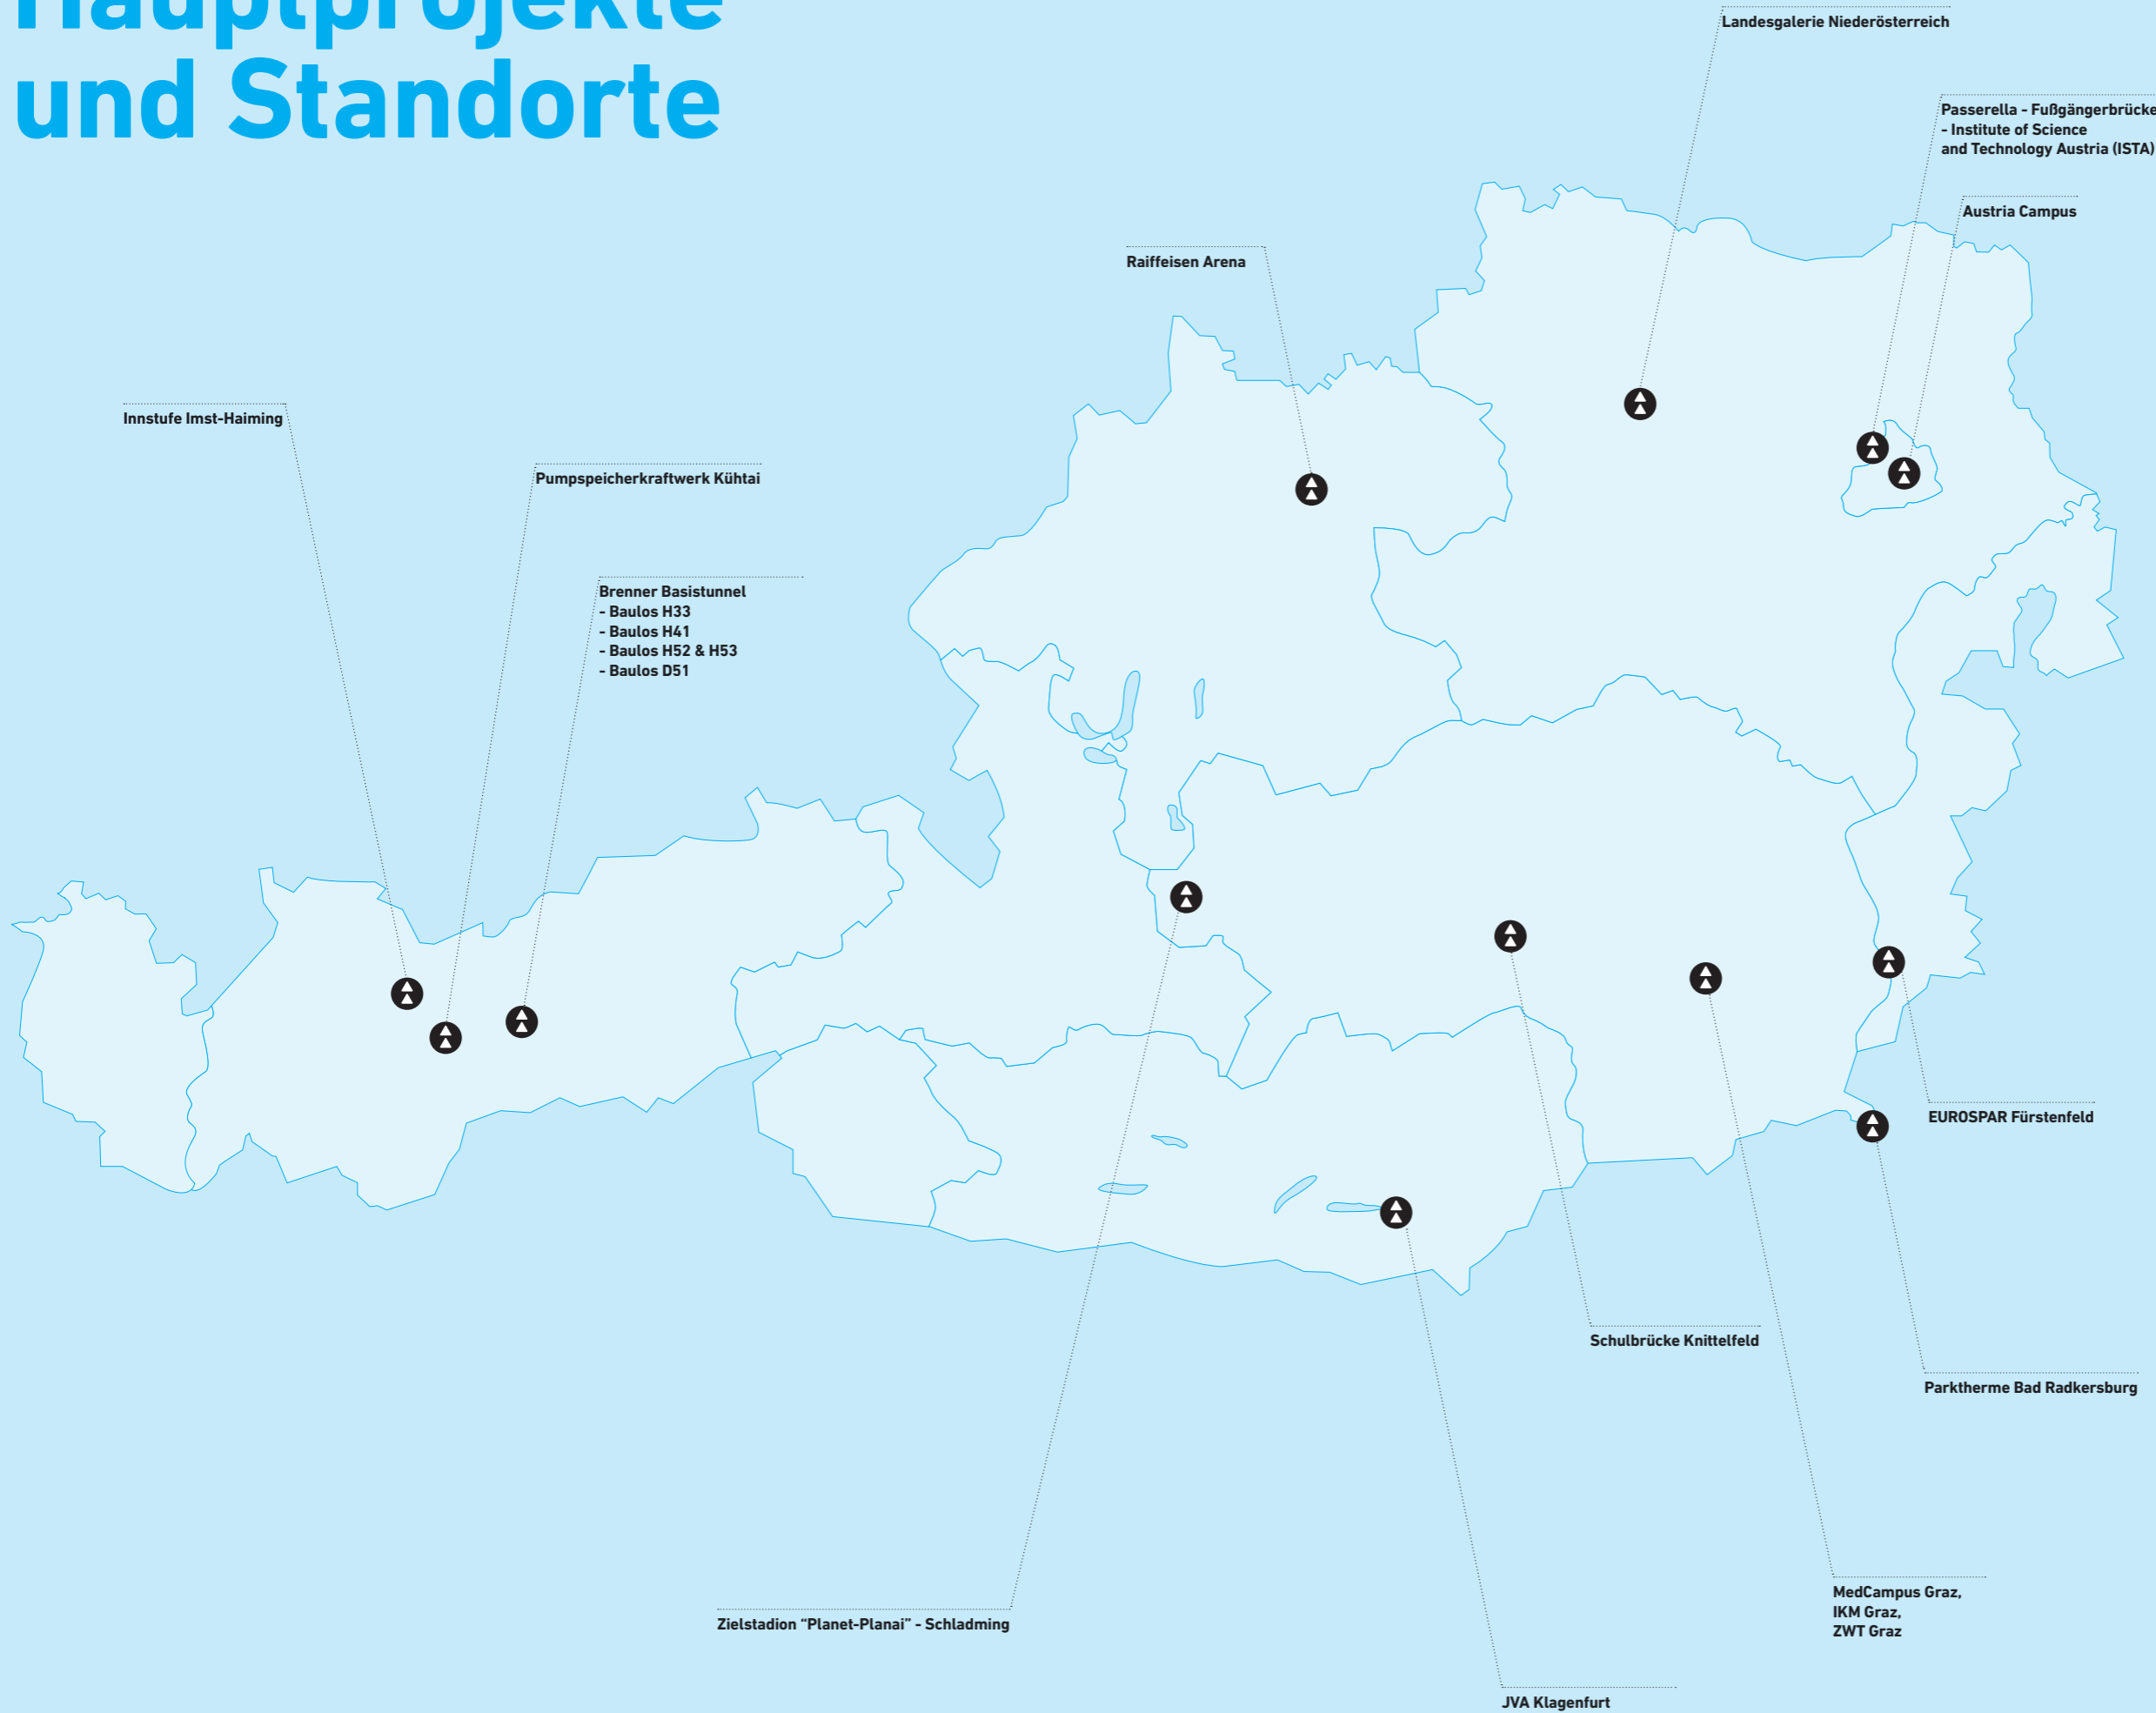 Hauptprojekte
und Standorte
Landesgalerie Niederösterreich
Passerella - Fußgängerbrücke
- Institute of Science
and Technology Austria (ISTA)
Austria Campus
Raiffeisen Arena
Innstufe Imst-Haiming
Pumpspeicherkraftwerk Kühtai
Brenner Basistunnel
- Baulos H33
- Baulos H41
- Baulos H52 & H53
- Baulos D51
EUROSPAR Fürstenfeld
Schulbrücke Knittelfeld
Parktherme Bad Radkersburg
Zielstadion “Planet-Planai” - Schladming
MedCampus Graz,
IKM Graz,
ZWT Graz
JVA Klagenfurt